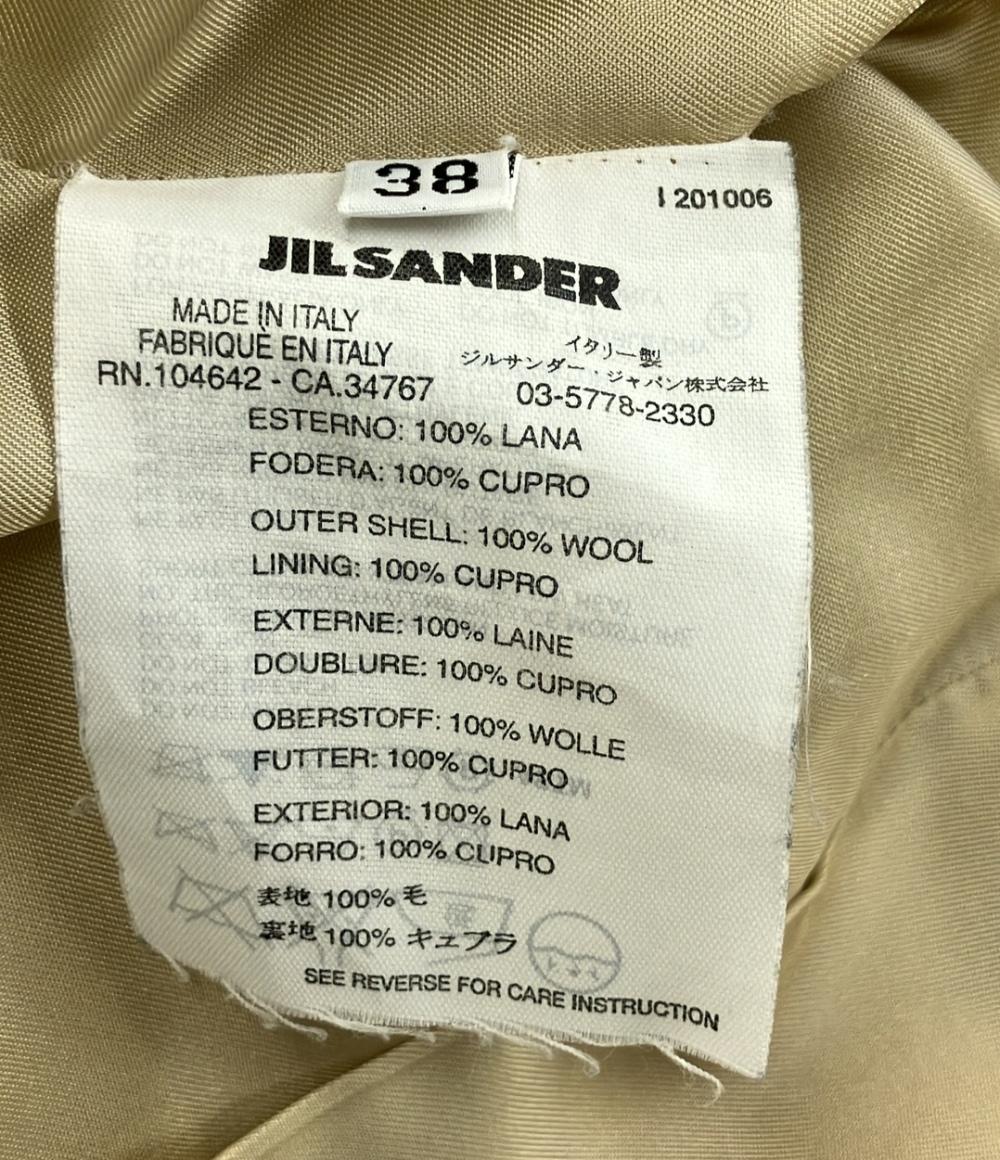 38
I 201006
JIL SANDER
MADE IN ITALY
FABRIQUÈ EN ITALY
RN.104642 - CA.34767
イタリー製
ジルサンダー・ジャパン株式会社
03-5778-2330
ESTERNO: 100% LANA
FODERA: 100% CUPRO
OUTER SHELL: 100% WOOL
LINING: 100% CUPRO
EXTERNE: 100% LAINE
DOUBLURE: 100% CUPRO
OBERSTOFF: 100% WOLLE
FUTTER: 100% CUPRO
EXTERIOR: 100% LANA
FORRO: 100% CUPRO
表地 100% 毛
裏地 100% キュプラ
SEE REVERSE FOR CARE INSTRUCTION